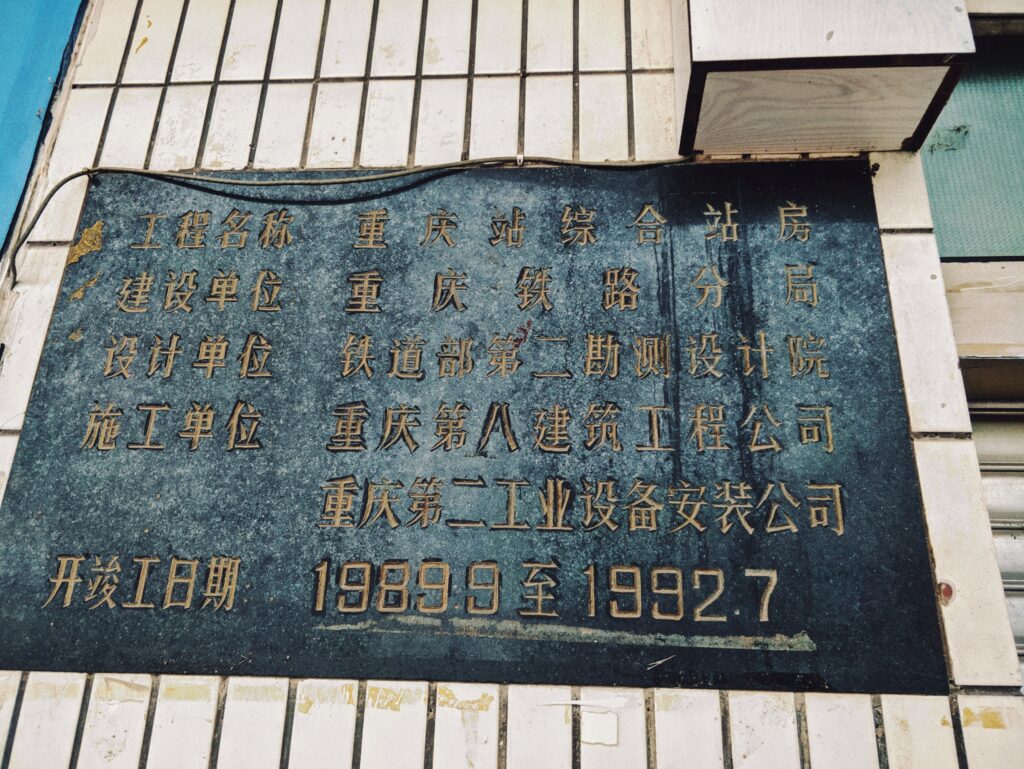 工程名称 重庆站综合站房
建设单位 重庆铁路分局
设计单位 铁道部第二勘测设计院
施工单位 重庆第八建筑工程公司
重庆第二工业设备安装公司
开竣工日期 1989.9至1992.7